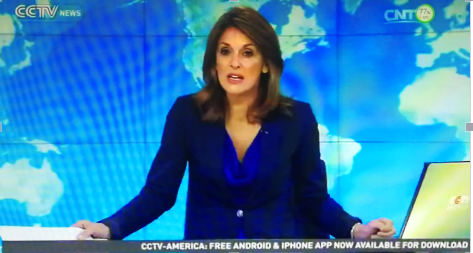 CCTV NEWS
CNTV
CCTV-AMERICA: FREE ANDROID & IPHONE APP NOW AVAILABLE FOR DOWNLOAD